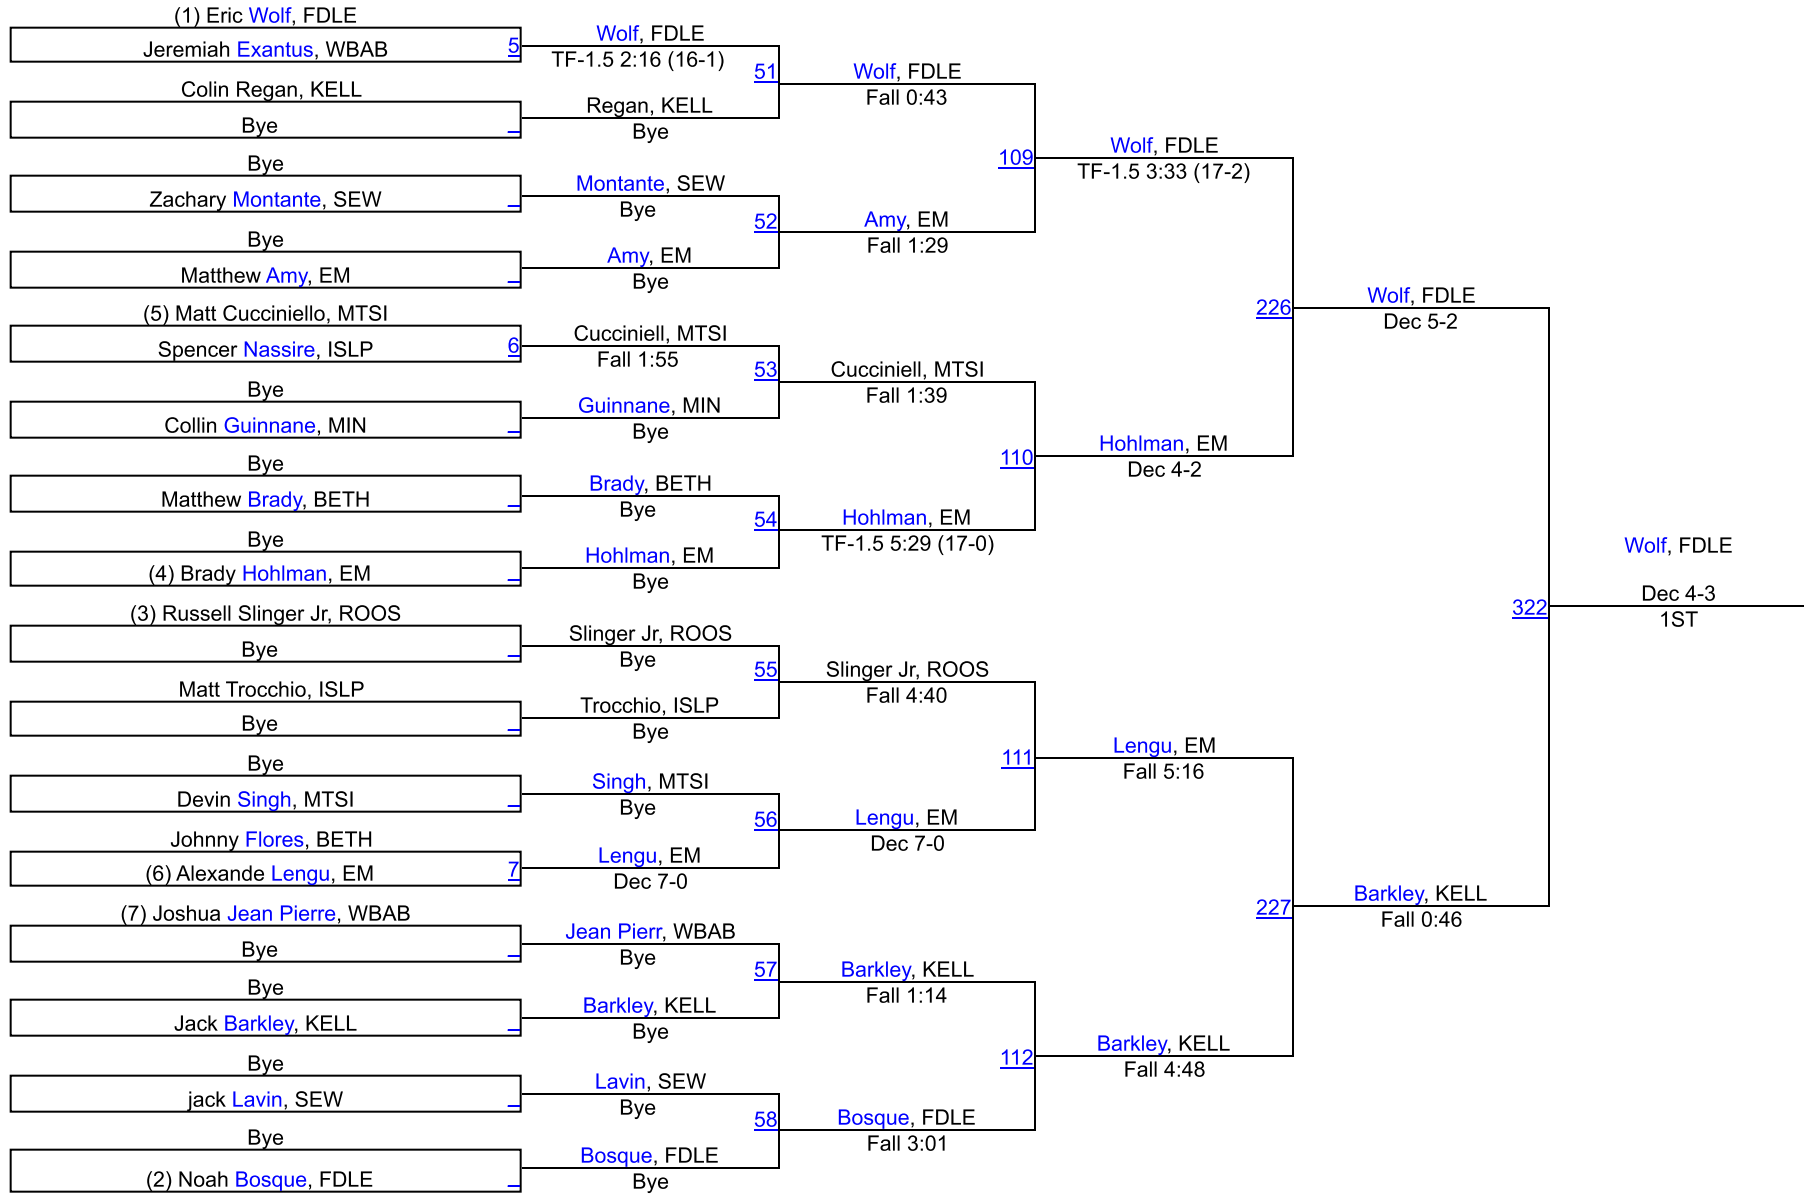 (1) Eric Wolf, FDLE
Jeremiah Exantus, WBAB
5
Colin Regan, KELL
Bye
Bye
Zachary Montante, SEW
Bye
Matthew Amy, EM
(5) Matt Cucciniello, MTSI
Spencer Nassire, ISLP
6
Bye
Collin Guinnane, MIN
Bye
Matthew Brady, BETH
Bye
(4) Brady Hohlman, EM
(3) Russell Slinger Jr, ROOS
Bye
Matt Trocchio, ISLP
Bye
Bye
Devin Singh, MTSI
Johnny Flores, BETH
(6) Alexande Lengu, EM
7
(7) Joshua Jean Pierre, WBAB
Bye
Bye
Jack Barkley, KELL
Bye
jack Lavin, SEW
Bye
(2) Noah Bosque, FDLE
Wolf, FDLE
TF-1.5 2:16 (16-1)
51
Regan, KELL
Bye
Montante, SEW
Bye
52
Amy, EM
Bye
Cucciniell, MTSI
Fall 1:55
53
Guinnane, MIN
Bye
Brady, BETH
Bye
54
Hohlman, EM
Bye
Slinger Jr, ROOS
Bye
55
Trocchio, ISLP
Bye
Singh, MTSI
Bye
56
Lengu, EM
Dec 7-0
Jean Pierr, WBAB
Bye
57
Barkley, KELL
Bye
Lavin, SEW
Bye
58
Bosque, FDLE
Bye
Wolf, FDLE
Fall 0:43
109
Amy, EM
Fall 1:29
Cucciniell, MTSI
Fall 1:39
110
Hohlman, EM
TF-1.5 5:29 (17-0)
Slinger Jr, ROOS
Fall 4:40
111
Lengu, EM
Dec 7-0
Barkley, KELL
Fall 1:14
112
Bosque, FDLE
Fall 3:01
Wolf, FDLE
TF-1.5 3:33 (17-2)
226
Hohlman, EM
Dec 4-2
Lengu, EM
Fall 5:16
227
Barkley, KELL
Fall 4:48
Wolf, FDLE
Dec 5-2
322
Barkley, KELL
Fall 0:46
Wolf, FDLE
Dec 4-3
1ST